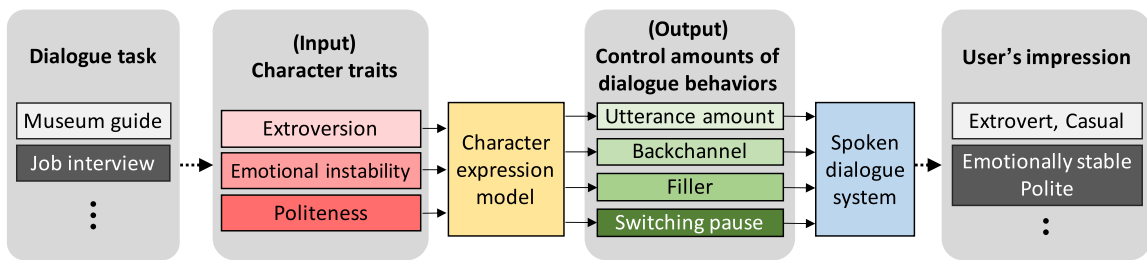 Dialogue task
Museum guide
Job interview
(Input)
Character traits
Extroversion
Emotional instability
Politeness
Character
expression
model
(Output)
Control amounts of
dialogue behaviors
Utterance amount
Backchannel
Filler
Switching pause
Spoken
dialogue
system
User's impression
Extrovert, Casual
Emotionally stable
Polite